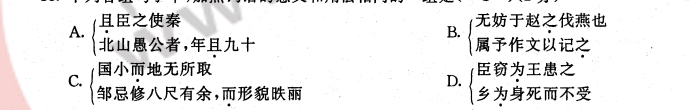 A. 且臣之使秦 B. 无妨于赵之伐燕也
北山愚公者，年且九十 属予作文以记之
C. 国小而地无所取 D. 臣窃为王患之
邹忌修八尺有余，而形貌昳丽 乡为身死而不受